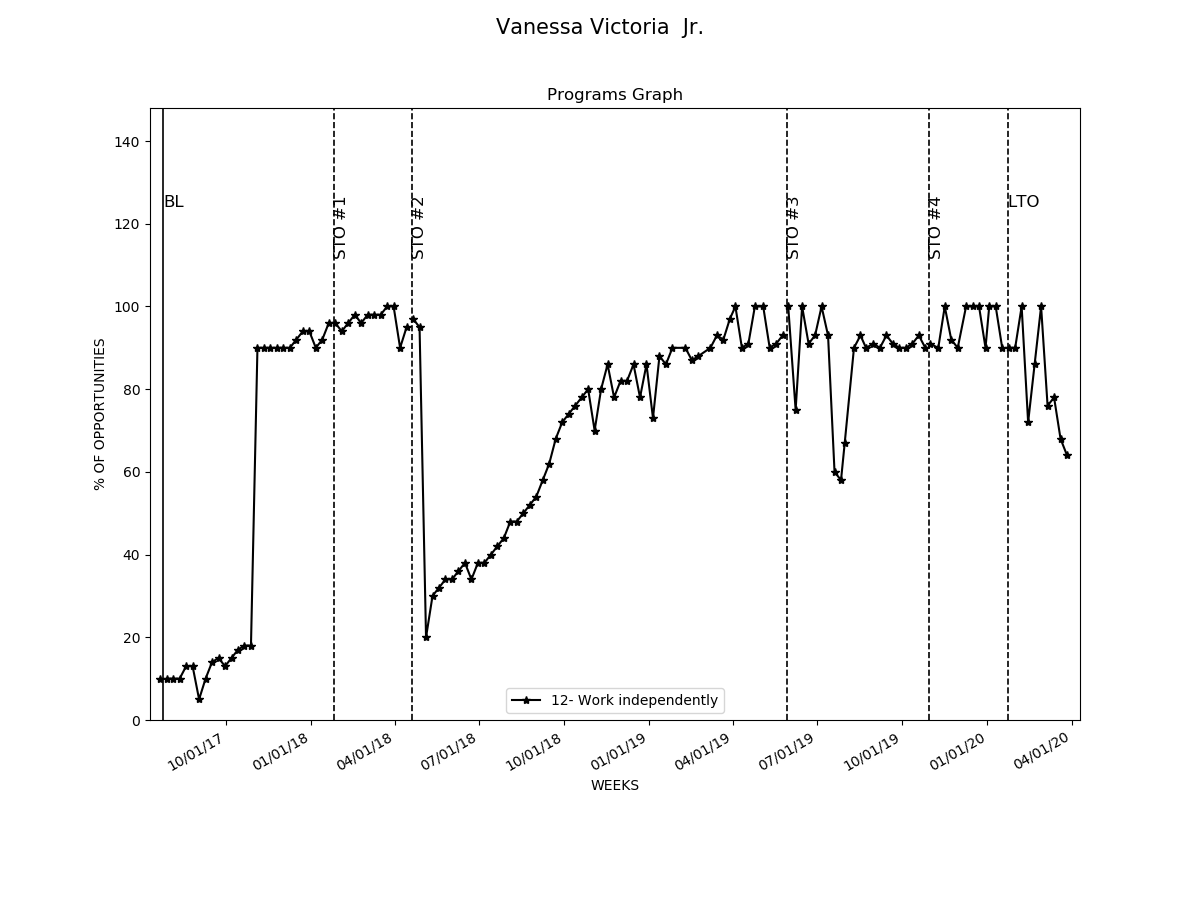 Vanessa Victoria  Jr.
Programs Graph
140
120
100
80
60
40
20
0
% OF OPPORTUNITIES
BL
STO #1
STO #2
STO #3
STO #4
LTO
12- Work independently
10/01/17
01/01/18
04/01/18
07/01/18
10/01/18
01/01/19
04/01/19
07/01/19
10/01/19
01/01/20
04/01/20
WEEKS